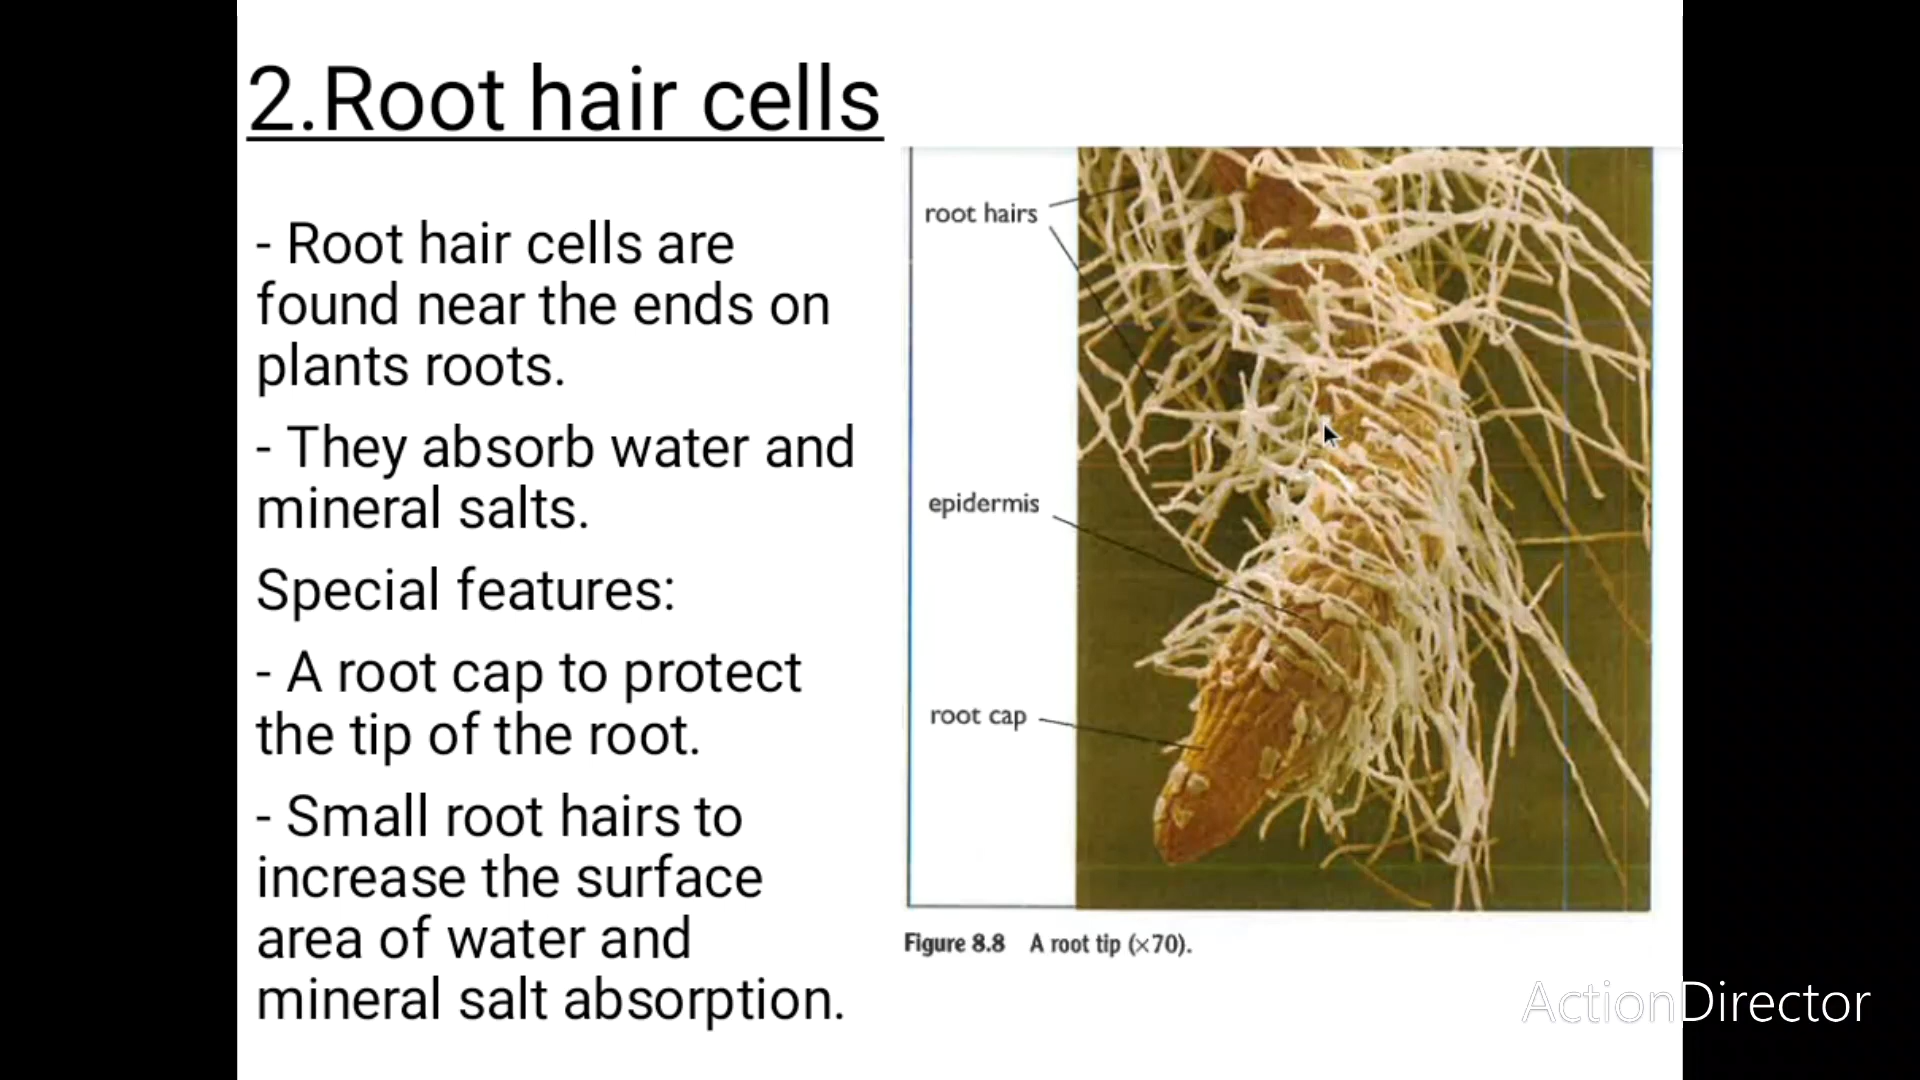 2.Root hair cells
- Root hair cells are
found near the ends on
plants roots.
- They absorb water and
mineral salts.
Special features:
- A root cap to protect
the tip of the root.
- Small root hairs to
increase the surface
area of water and
mineral salt absorption.
root hairs
epidermis
root cap
Figure 8.8 A root tip (×70).
ActionDirector